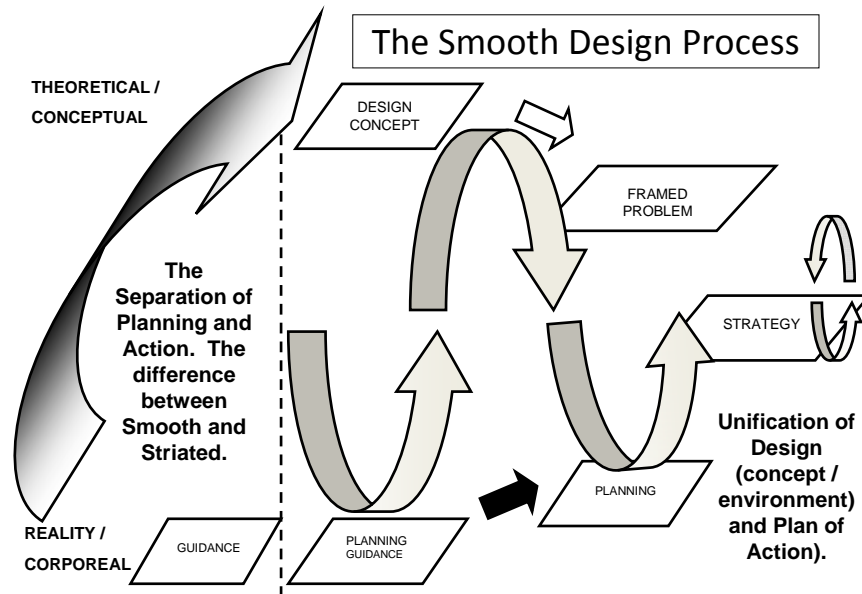 The Smooth Design Process
THEORETICAL /
CONCEPTUAL
DESIGN
CONCEPT
FRAMED
PROBLEM
The
Separation of
Planning and
Action.  The
difference
between
Smooth and
Striated.
STRATEGY
Unification of
Design
(concept /
environment)
and Plan of
Action).
PLANNING
REALITY /
CORPOREAL
GUIDANCE
PLANNING
GUIDANCE